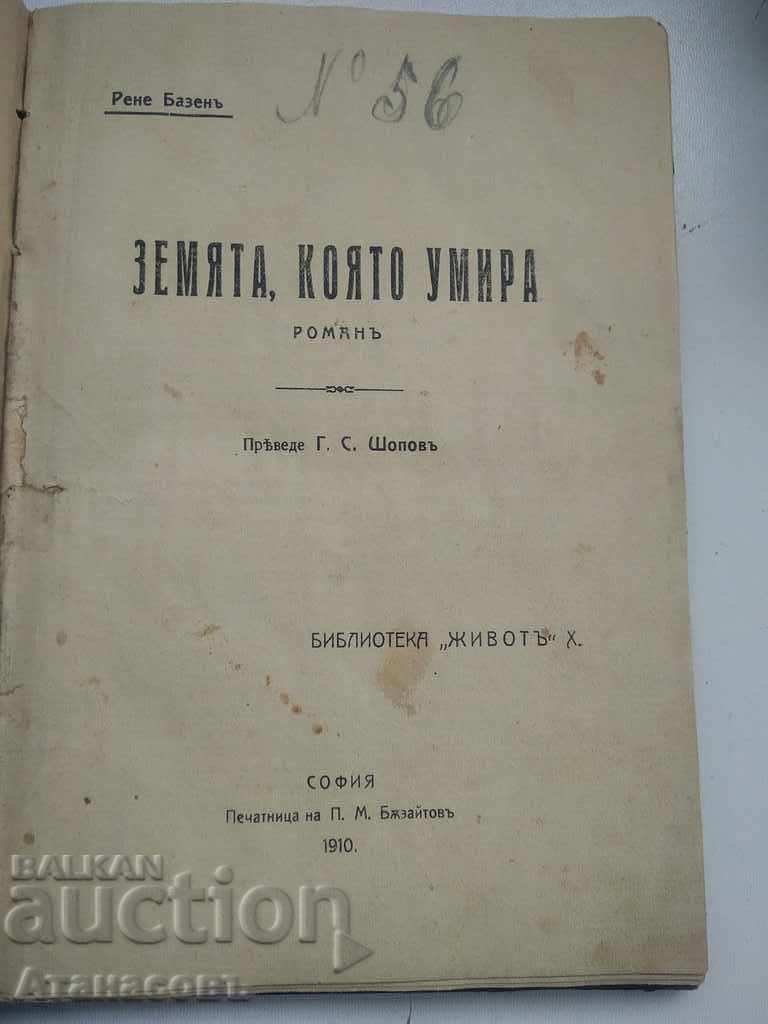 № 56
Рене Базенъ
ЗЕМЯТА, КОЯТО УМИРА
РОМАНЪ
Прѣведе Г. С. Шоповъ
БИБЛИОТЕКА „ЖИВОТЪ“ X.
СОФИЯ
Печатница на П. М. Бѫзайтовъ
1910.
BALKAN
auction
Атанасовъ